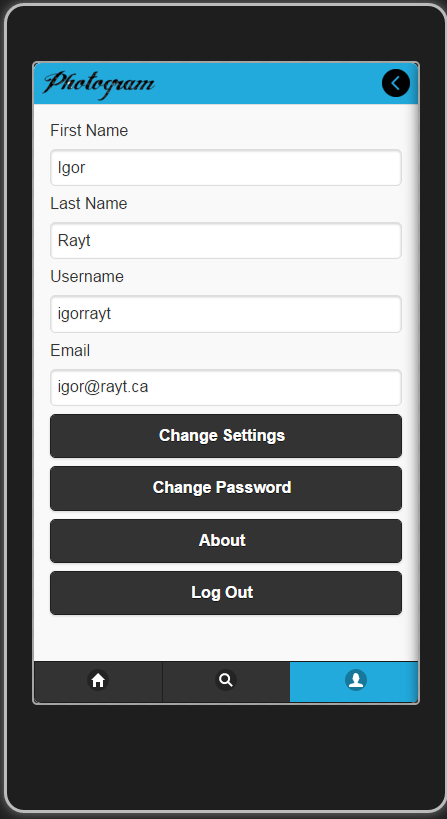 Photogram
First Name
Igor
Last Name
Rayt
Username
igorrayt
Email
igor@rayt.ca
Change Settings
Change Password
About
Log Out